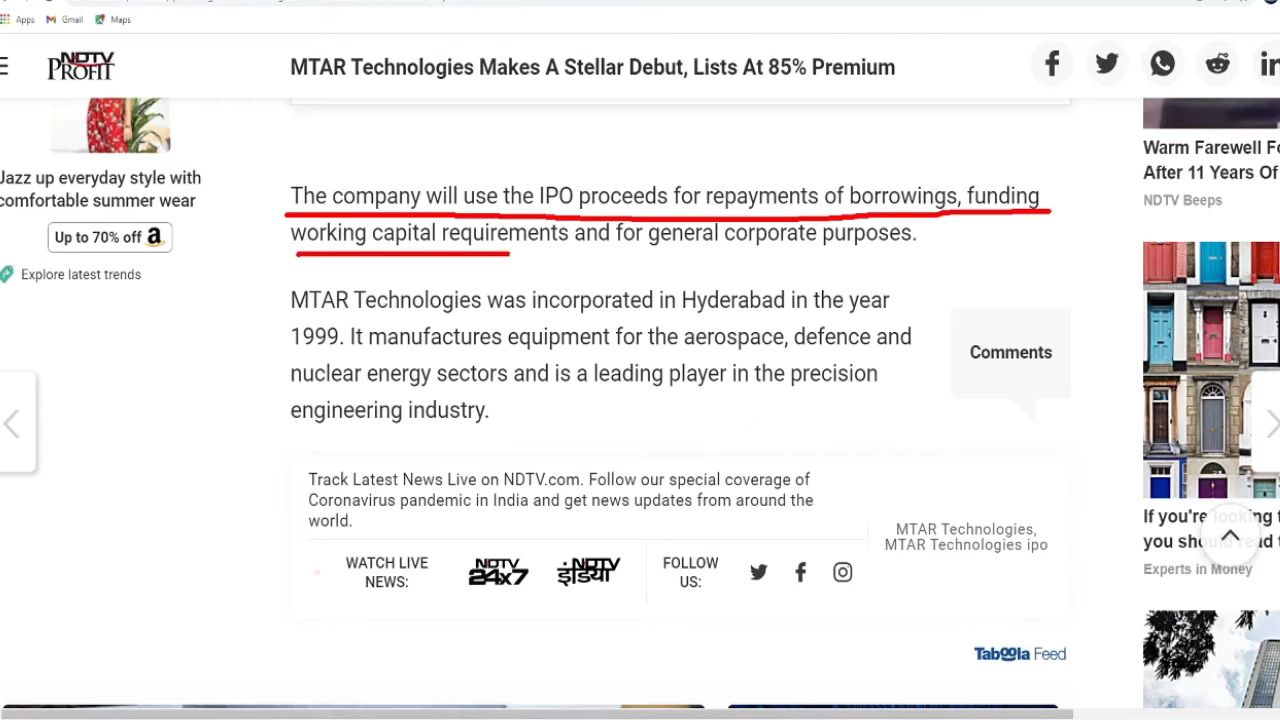 Apps Gmail Maps
NDTV
PROFIT
MTAR Technologies Makes A Stellar Debut, Lists At 85% Premium
Jazz up everyday style with
comfortable summer wear
Up to 70% off a
Explore latest trends
The company will use the IPO proceeds for repayments of borrowings, funding
working capital requirements and for general corporate purposes.
MTAR Technologies was incorporated in Hyderabad in the year
1999. It manufactures equipment for the aerospace, defence and
nuclear energy sectors and is a leading player in the precision
engineering industry.
Comments
Track Latest News Live on NDTV.com. Follow our special coverage of
Coronavirus pandemic in India and get news updates from around the
world.
MTAR Technologies,
MTAR Technologies ipo
WATCH LIVE
NEWS:
NDTV
24x7
NDTV
इंडिया
FOLLOW
US:
Taboola Feed
Warm Farewell Fo
After 11 Years Of
NDTV Beeps
If you're looking t
you should read t
Experts in Money